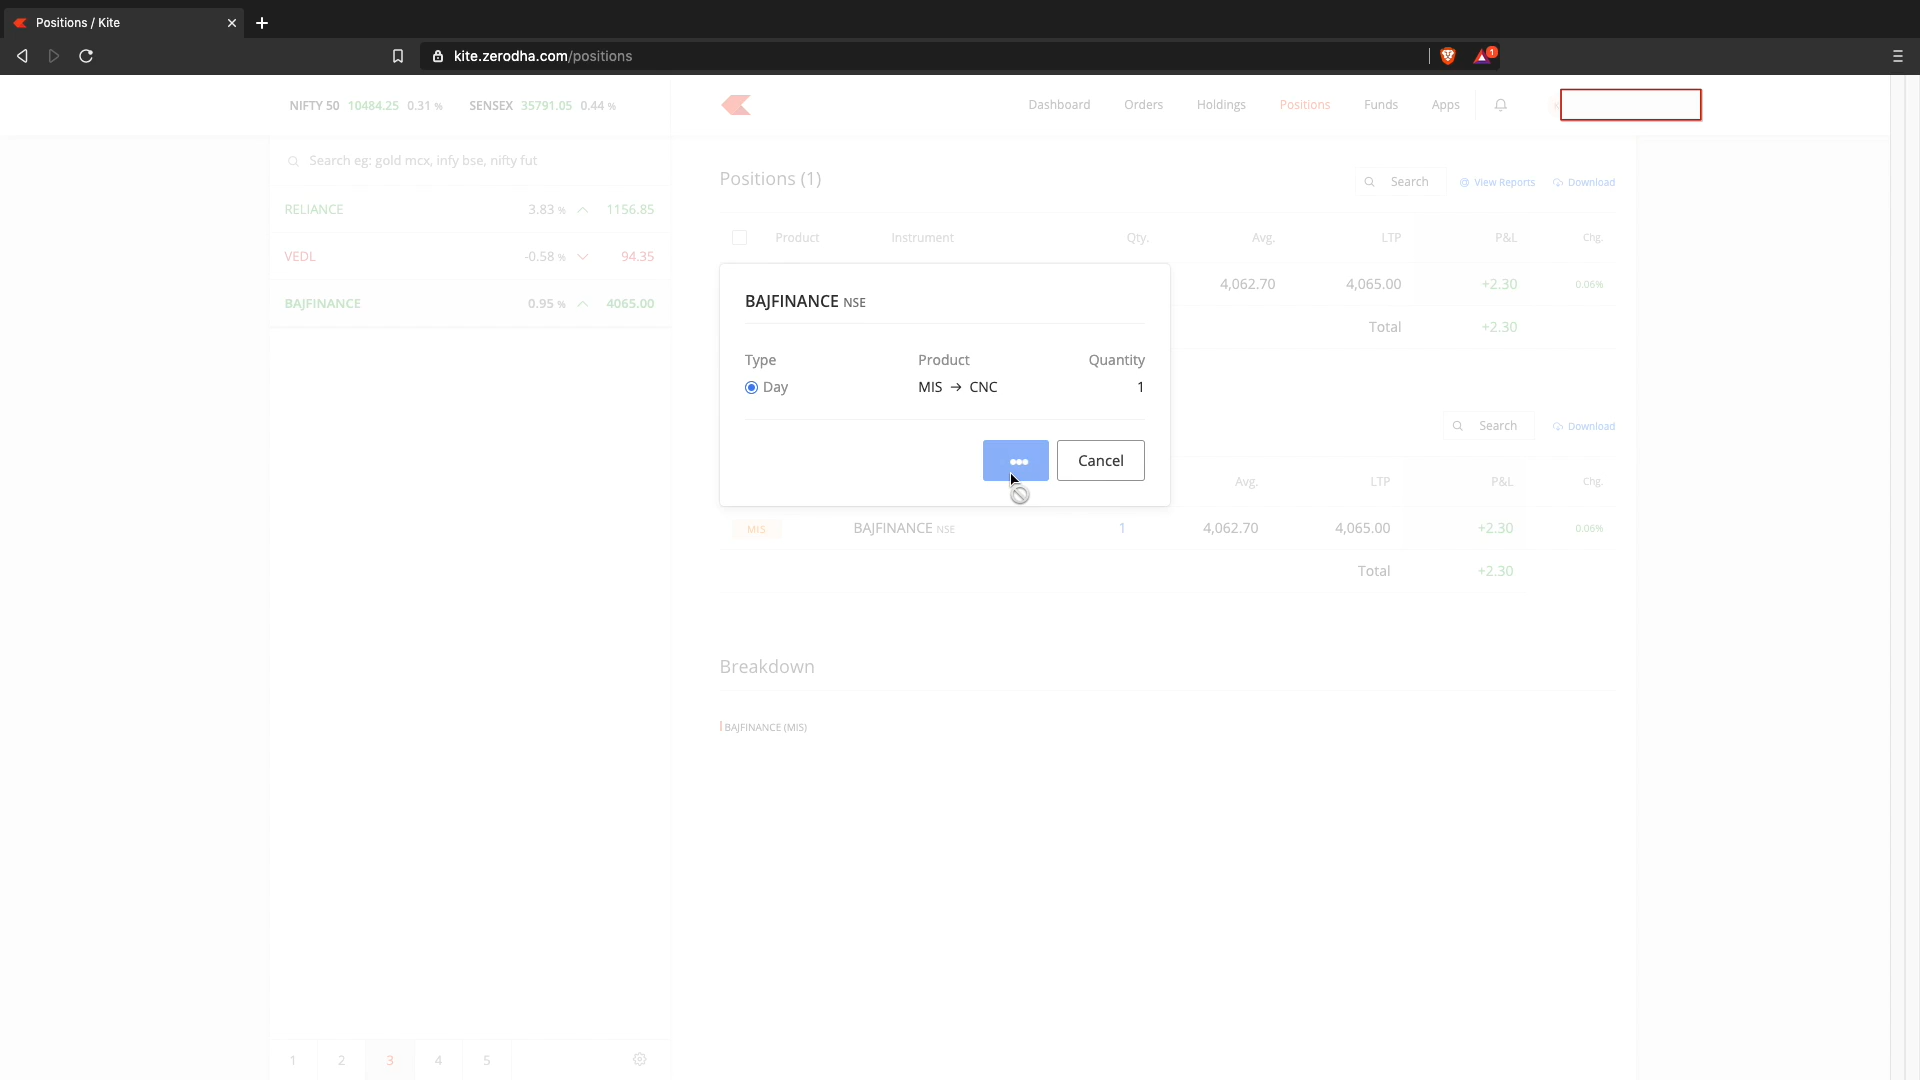 Positions / Kite
kite.zerodha.com/positions
1
NIFTY 50 10484.25 0.31 % SENSEX 35791.05 0.44 %
Dashboard Orders Holdings Positions Funds Apps
Search eg: gold mcx, infy bse, nifty fut
RELIANCE 3.83 % 1156.85
VEDL -0.58 % 94.35
BAJFINANCE 0.95 % 4065.00
Positions (1)
Search View Reports Download
Product Instrument Qty. Avg. LTP P&L Chg.
4,062.70 4,065.00 +2.30 0.06%
Total +2.30
BAJFINANCE NSE
Type Product Quantity
Day MIS → CNC 1
Cancel
Search Download
Avg. LTP P&L Chg.
MIS BAJFINANCE NSE 1 4,062.70 4,065.00 +2.30 0.06%
Total +2.30
Breakdown
BAJFINANCE (MIS)
1 2 3 4 5